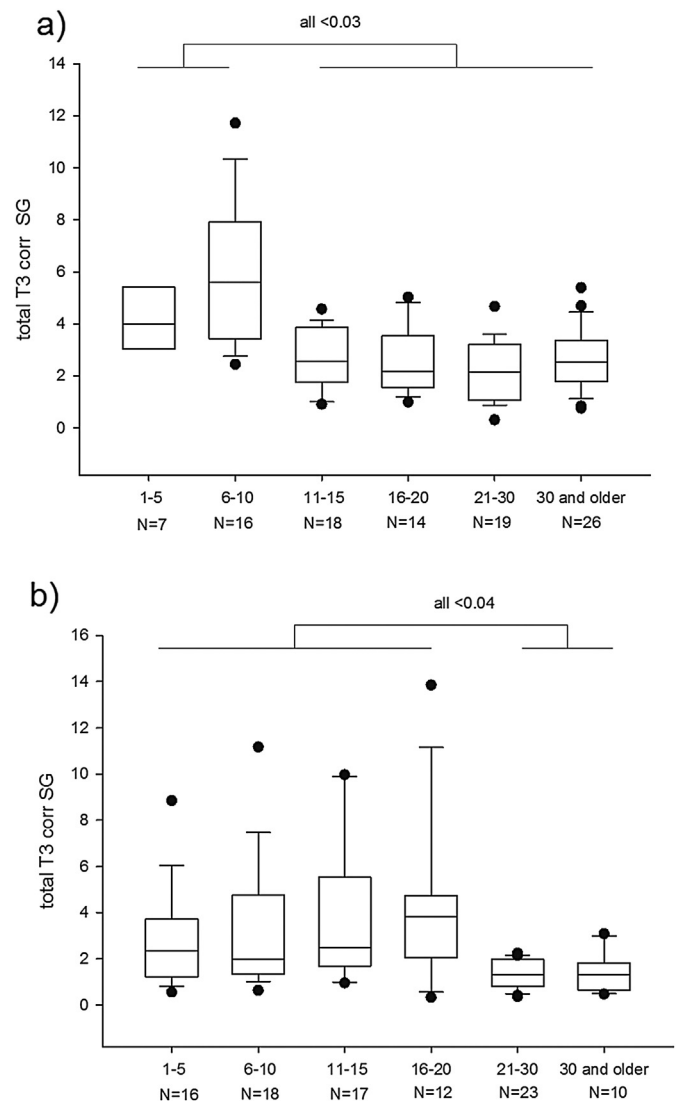 a)
all <0.03
14
12
10
8
6
4
2
0
total T3 corr SG
1-5 6-10 11-15 16-20 21-30 30 and older
N=7 N=16 N=18 N=14 N=19 N=26
b)
all <0.04
16
14
12
10
8
6
4
2
0
total T3 corr SG
1-5 6-10 11-15 16-20 21-30 30 and older
N=16 N=18 N=17 N=12 N=23 N=10